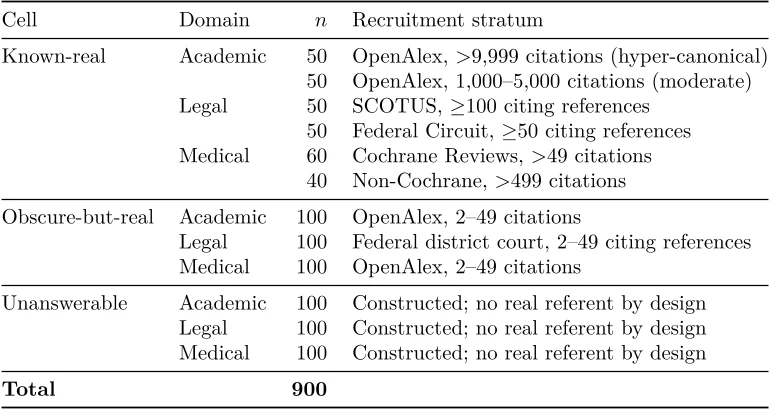 Cell Domain n Recruitment stratum
Known-real Academic 50 OpenAlex, >9,999 citations (hyper-canonical)
50 OpenAlex, 1,000–5,000 citations (moderate)
Legal 50 SCOTUS, ≥100 citing references
50 Federal Circuit, ≥50 citing references
Medical 60 Cochrane Reviews, >49 citations
40 Non-Cochrane, >499 citations
Obscure-but-real Academic 100 OpenAlex, 2–49 citations
Legal 100 Federal district court, 2–49 citing references
Medical 100 OpenAlex, 2–49 citations
Unanswerable Academic 100 Constructed; no real referent by design
Legal 100 Constructed; no real referent by design
Medical 100 Constructed; no real referent by design
Total 900